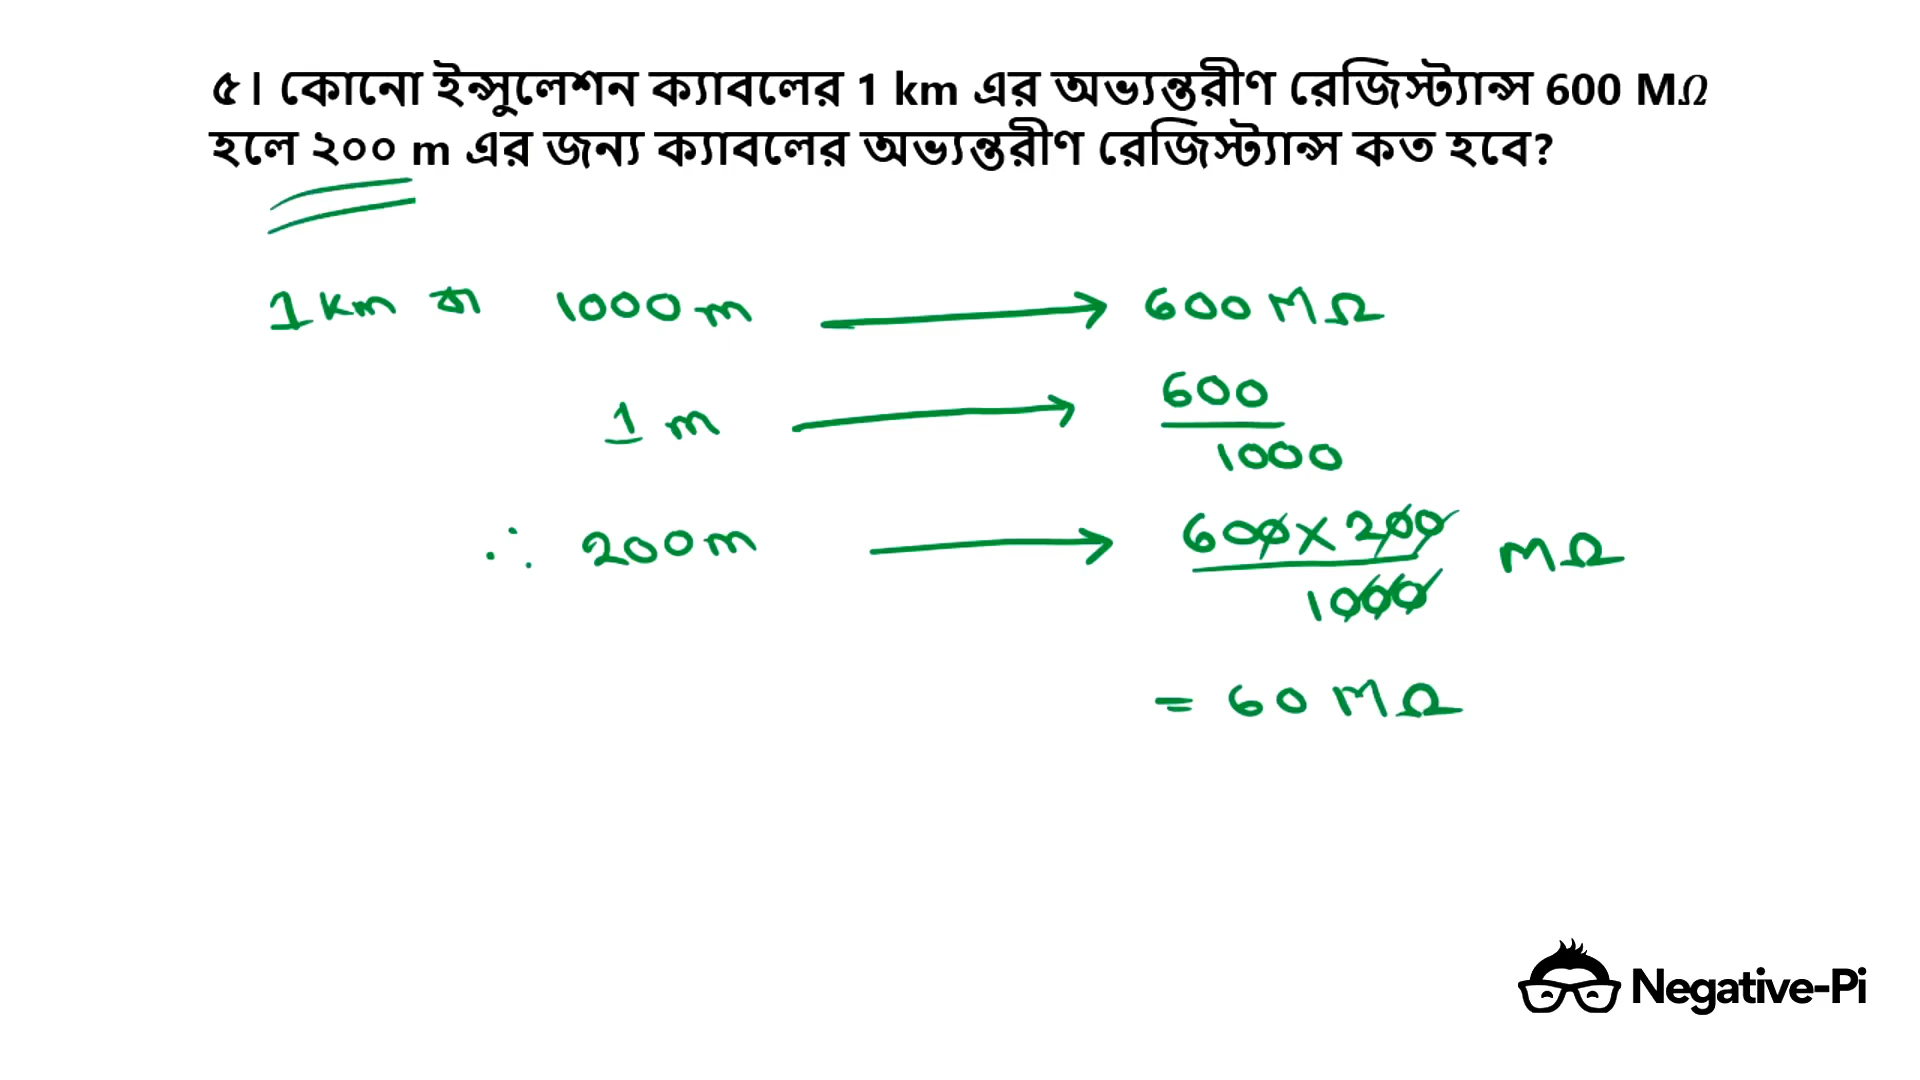 ৫। কোনো ইন্সুলেশন ক্যাবলের 1 km এর অভ্যন্তরীণ রেজিস্ট্যান্স 600 MΩ
হলে ২০০ m এর জন্য ক্যাবলের অভ্যন্তরীণ রেজিস্ট্যান্স কত হবে?
1 km বা 1000 m → 600 MΩ
1 m → 600/1000
∴ 200 m → 600 × 200/1000 MΩ
= 60 MΩ
Negative-Pi